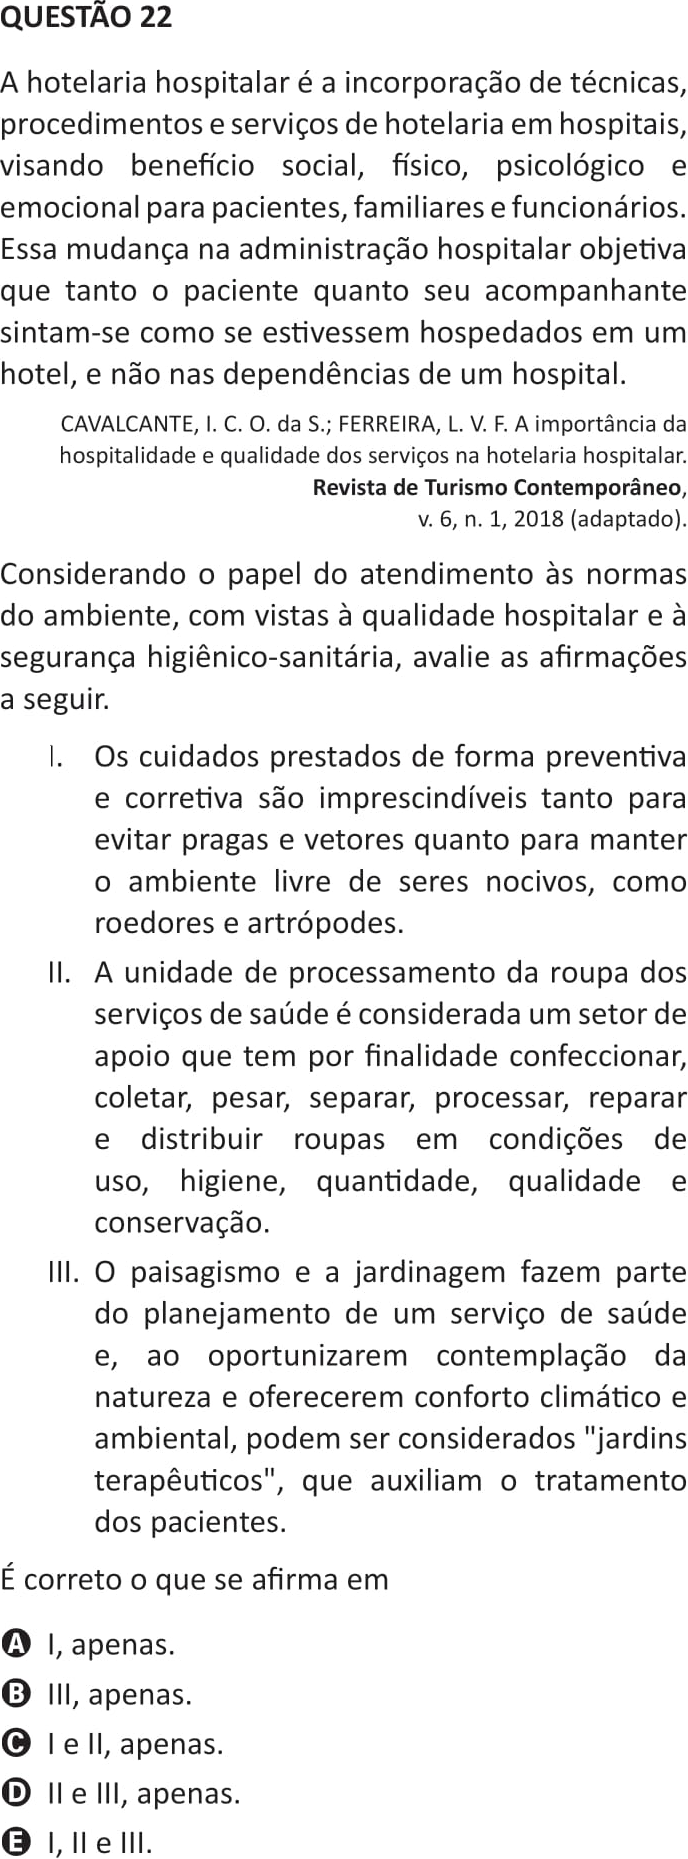 QUESTÃO 22
A hotelaria hospitalar é a incorporação de técnicas,
procedimentos e serviços de hotelaria em hospitais,
visando benefício social, físico, psicológico e
emocional para pacientes, familiares e funcionários.
Essa mudança na administração hospitalar objetiva
que tanto o paciente quanto seu acompanhante
sintam-se como se estivessem hospedados em um
hotel, e não nas dependências de um hospital.
CAVALCANTE, I. C. O. da S.; FERREIRA, L. V. F. A importância da
hospitalidade e qualidade dos serviços na hotelaria hospitalar.
Revista de Turismo Contemporâneo,
v. 6, n. 1, 2018 (adaptado).
Considerando o papel do atendimento às normas
do ambiente, com vistas à qualidade hospitalar e à
segurança higiênico-sanitária, avalie as afirmações
a seguir.
I. Os cuidados prestados de forma preventiva
e corretiva são imprescindíveis tanto para
evitar pragas e vetores quanto para manter
o ambiente livre de seres nocivos, como
roedores e artrópodes.
II. A unidade de processamento da roupa dos
serviços de saúde é considerada um setor de
apoio que tem por finalidade confeccionar,
coletar, pesar, separar, processar, reparar
e distribuir roupas em condições de
uso, higiene, quantidade, qualidade e
conservação.
III. O paisagismo e a jardinagem fazem parte
do planejamento de um serviço de saúde
e, ao oportunizarem contemplação da
natureza e oferecerem conforto climático e
ambiental, podem ser considerados "jardins
terapêuticos", que auxiliam o tratamento
dos pacientes.
É correto o que se afirma em
A I, apenas.
B III, apenas.
C I e II, apenas.
D II e III, apenas.
E I, II e III.